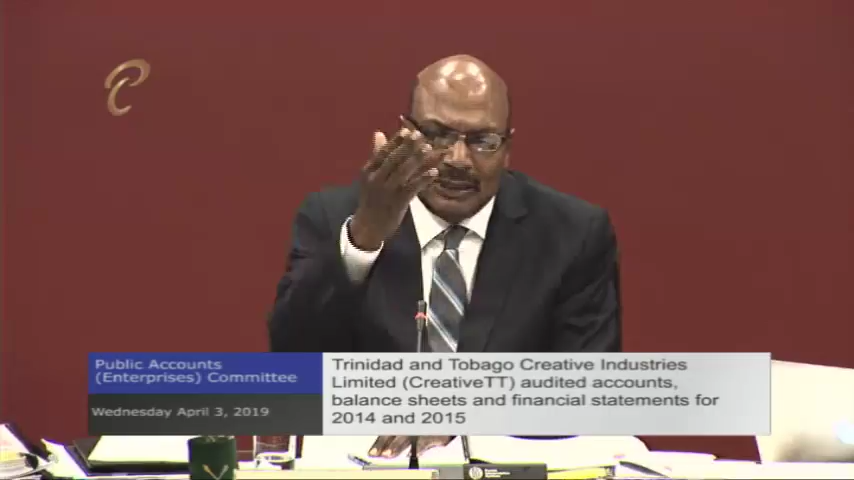 Public Accounts
(Enterprises) Committee
Wednesday April 3, 2019
Trinidad and Tobago Creative Industries
Limited (CreativeTT) audited accounts,
balance sheets and financial statements for
2014 and 2015